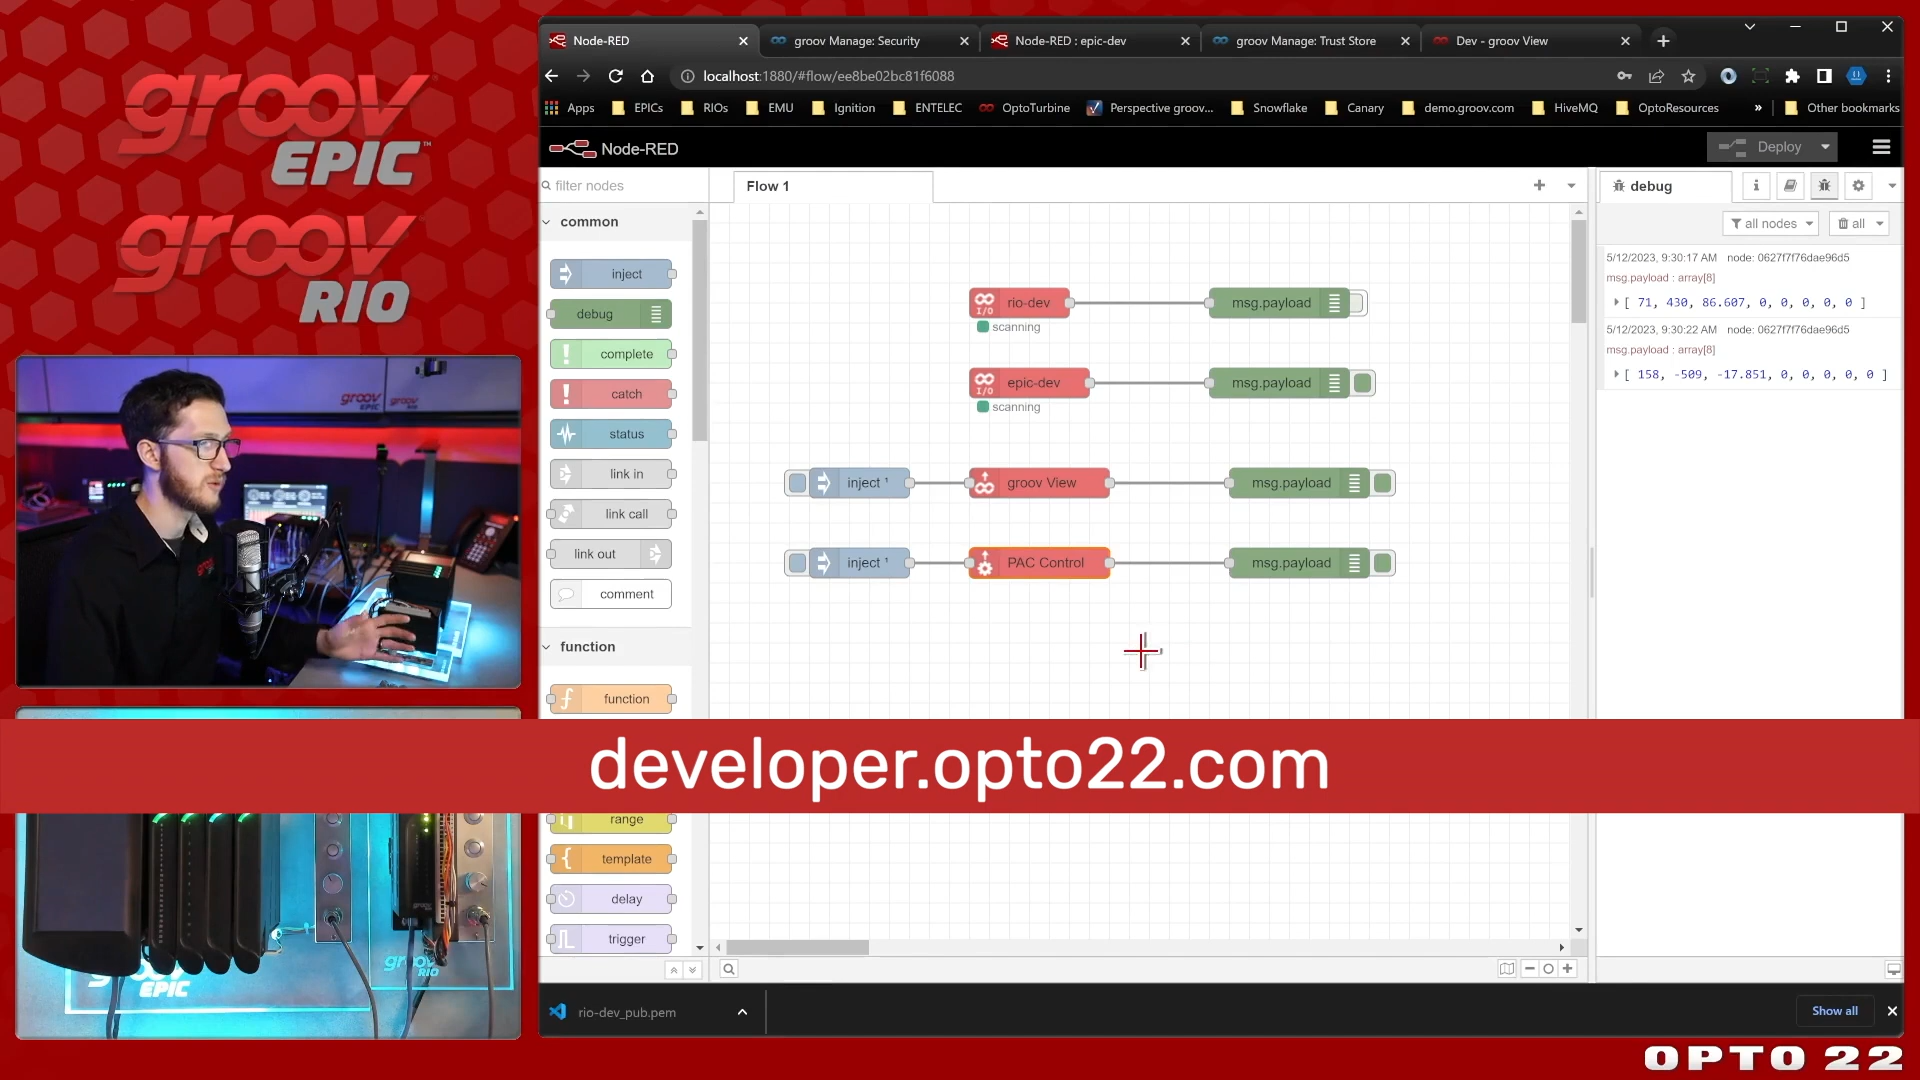 groov
EPIC™
groov
RIO
Node-RED
groov Manage: Security
Node-RED : epic-dev
groov Manage: Trust Store
Dev - groov View
localhost:1880/#flow/ee8be02bc81f6088
Apps
EPICs
RIOs
EMU
Ignition
ENTELEC
OptoTurbine
Perspective groov...
Snowflake
Canary
demo.groov.com
HiveMQ
OptoResources
»
Other bookmarks
Node-RED
Deploy
filter nodes
Flow 1
debug
common
all nodes
all
inject
debug
complete
catch
status
link in
link call
link out
comment
function
function
range
template
delay
trigger
I/O
rio-dev
msg.payload
scanning
I/O
epic-dev
msg.payload
scanning
inject ¹
groov View
msg.payload
inject ¹
PAC Control
msg.payload
5/12/2023, 9:30:17 AM node: 0627f7f76dae96d5
msg.payload : array[8]
[ 71, 430, 86.607, 0, 0, 0, 0, 0 ]
5/12/2023, 9:30:22 AM node: 0627f7f76dae96d5
msg.payload : array[8]
[ 158, -509, -17.851, 0, 0, 0, 0, 0 ]
developer.opto22.com
groov
EPIC
groov
RIO
rio-dev_pub.pem
Show all
OPTO 22